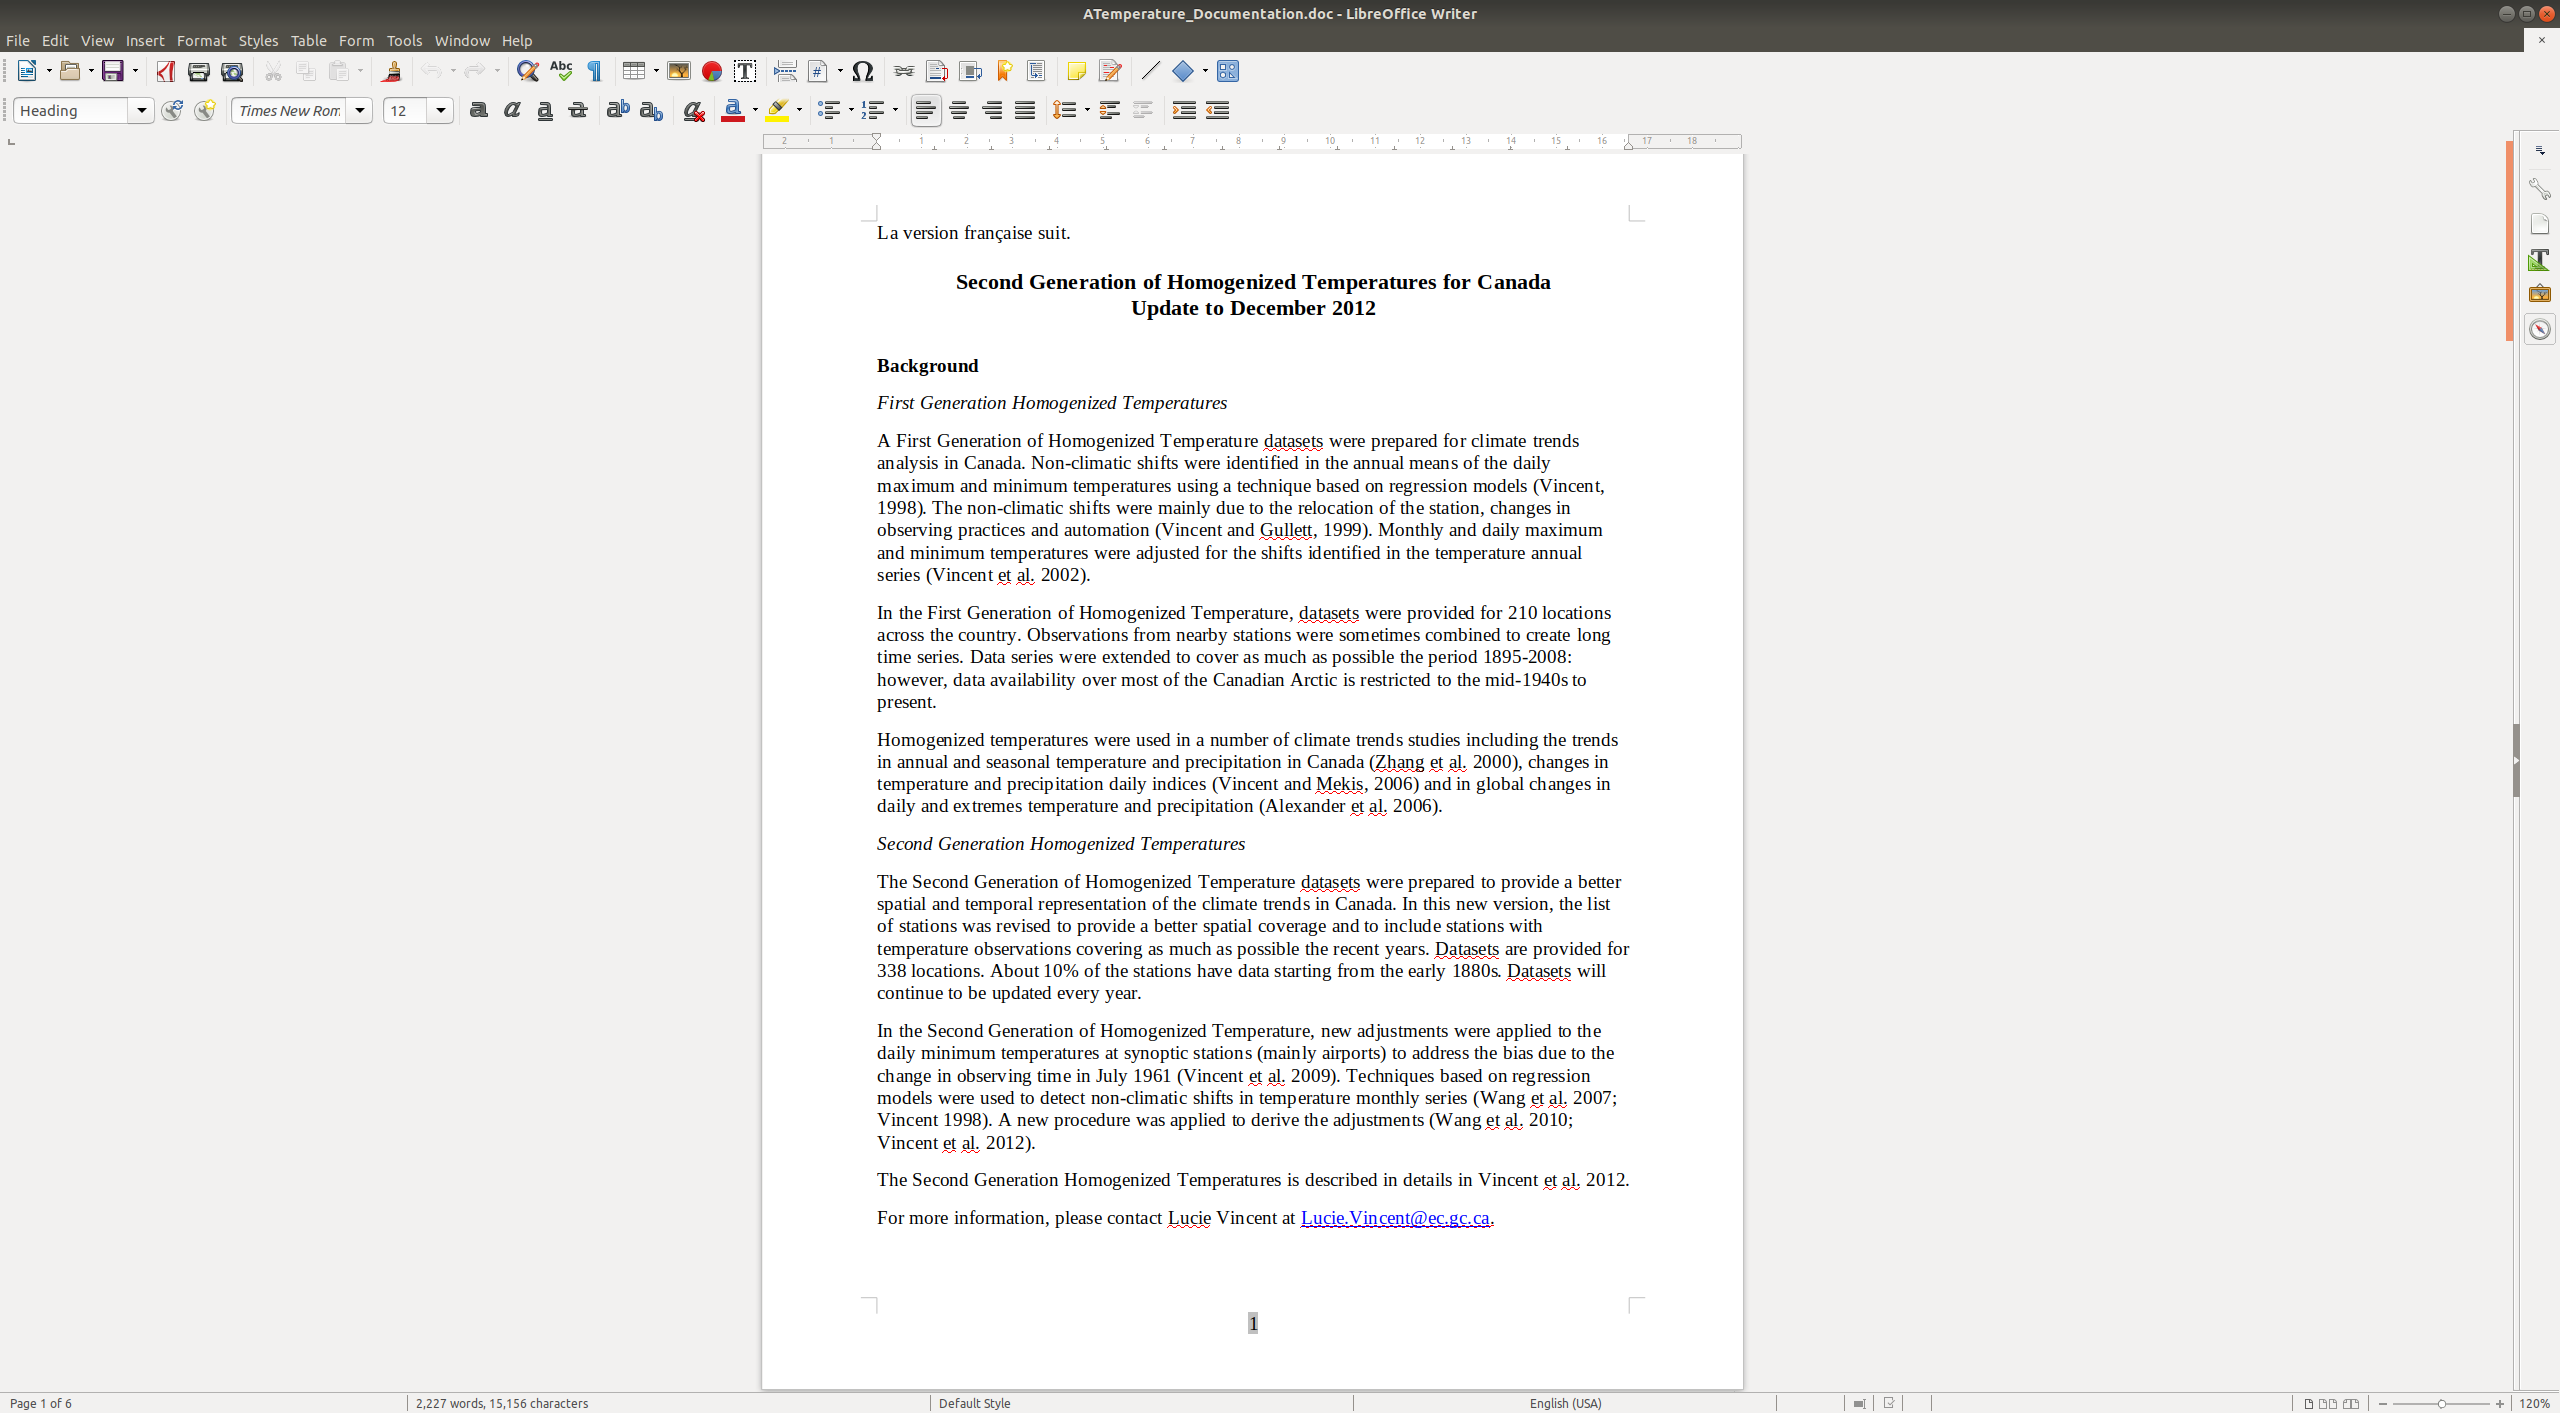 ATemperature_Documentation.doc - LibreOffice Writer
File Edit View Insert Format Styles Table Form Tools Window Help
Heading Times New Rom 12
2 1 1 2 3 4 5 6 7 8 9 10 11 12 13 14 15 16 17 18
La version française suit.
Second Generation of Homogenized Temperatures for Canada
Update to December 2012
Background
First Generation Homogenized Temperatures
A First Generation of Homogenized Temperature datasets were prepared for climate trends
analysis in Canada. Non-climatic shifts were identified in the annual means of the daily
maximum and minimum temperatures using a technique based on regression models (Vincent,
1998). The non-climatic shifts were mainly due to the relocation of the station, changes in
observing practices and automation (Vincent and Gullett, 1999). Monthly and daily maximum
and minimum temperatures were adjusted for the shifts identified in the temperature annual
series (Vincent et al. 2002).
In the First Generation of Homogenized Temperature, datasets were provided for 210 locations
across the country. Observations from nearby stations were sometimes combined to create long
time series. Data series were extended to cover as much as possible the period 1895-2008:
however, data availability over most of the Canadian Arctic is restricted to the mid-1940s to
present.
Homogenized temperatures were used in a number of climate trends studies including the trends
in annual and seasonal temperature and precipitation in Canada (Zhang et al. 2000), changes in
temperature and precipitation daily indices (Vincent and Mekis, 2006) and in global changes in
daily and extremes temperature and precipitation (Alexander et al. 2006).
Second Generation Homogenized Temperatures
The Second Generation of Homogenized Temperature datasets were prepared to provide a better
spatial and temporal representation of the climate trends in Canada. In this new version, the list
of stations was revised to provide a better spatial coverage and to include stations with
temperature observations covering as much as possible the recent years. Datasets are provided for
338 locations. About 10% of the stations have data starting from the early 1880s. Datasets will
continue to be updated every year.
In the Second Generation of Homogenized Temperature, new adjustments were applied to the
daily minimum temperatures at synoptic stations (mainly airports) to address the bias due to the
change in observing time in July 1961 (Vincent et al. 2009). Techniques based on regression
models were used to detect non-climatic shifts in temperature monthly series (Wang et al. 2007;
Vincent 1998). A new procedure was applied to derive the adjustments (Wang et al. 2010;
Vincent et al. 2012).
The Second Generation Homogenized Temperatures is described in details in Vincent et al. 2012.
For more information, please contact Lucie Vincent at Lucie.Vincent@ec.gc.ca.
1
Page 1 of 6 2,227 words, 15,156 characters Default Style English (USA) 120%